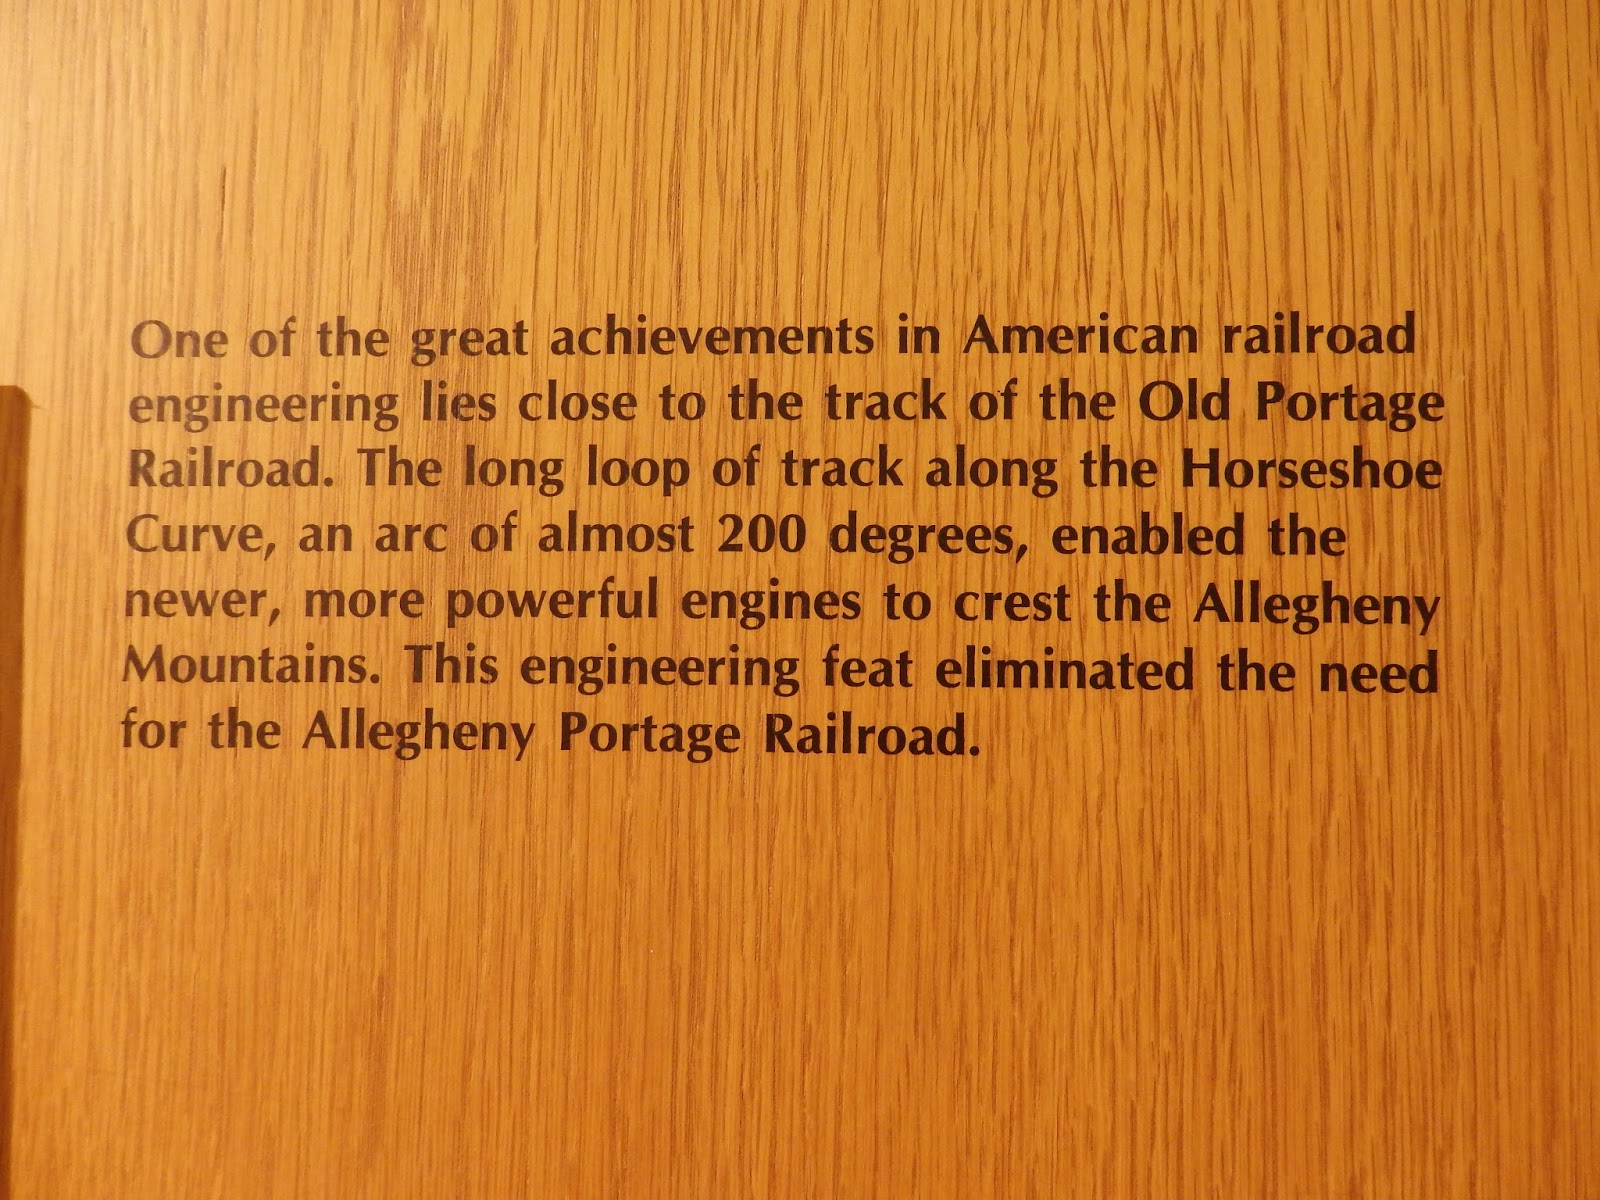 One of the great achievements in American railroad
engineering lies close to the track of the Old Portage
Railroad. The long loop of track along the Horseshoe
Curve, an arc of almost 200 degrees, enabled the
newer, more powerful engines to crest the Allegheny
Mountains. This engineering feat eliminated the need
for the Allegheny Portage Railroad.